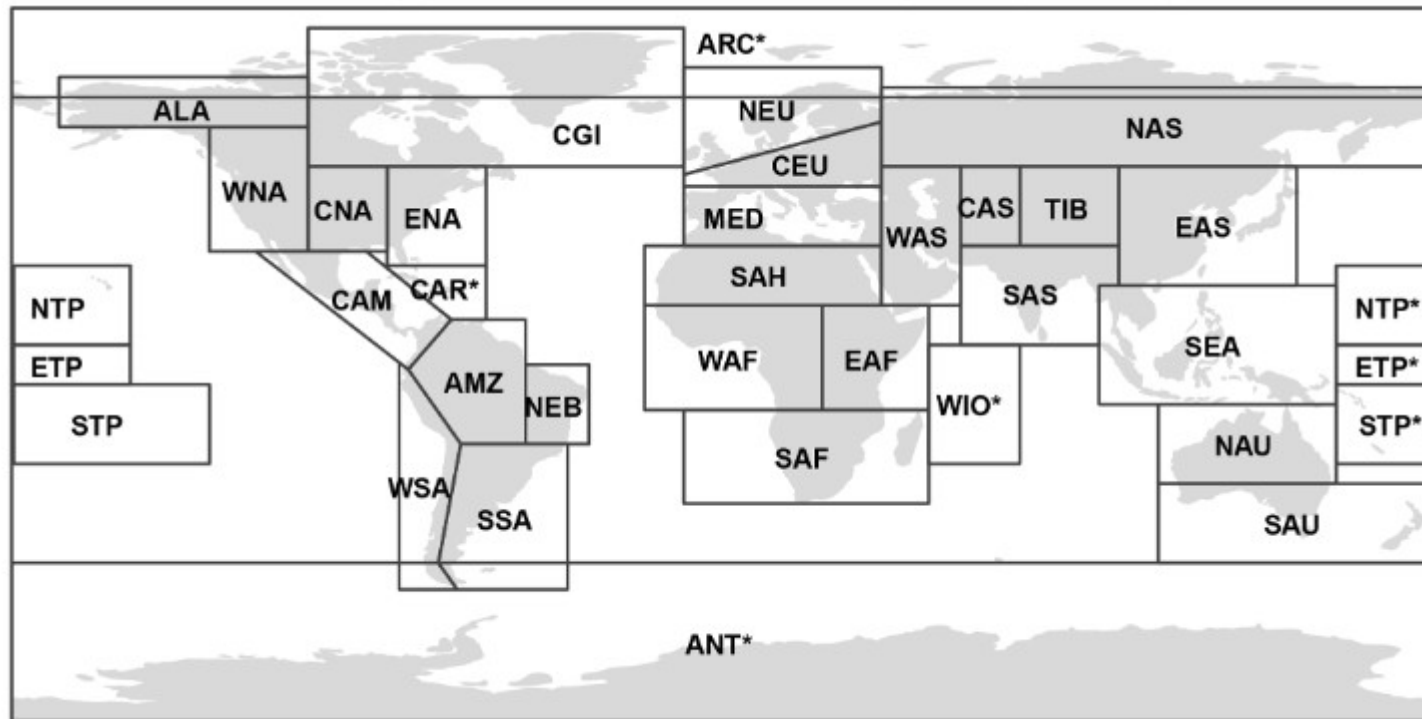 ARC*
ALA
NEU
CGI
NAS
CEU
WNA
CNA
ENA
MED
WAS
CAS
TIB
EAS
SAH
CAR*
CAM
SAS
NTP
NTP*
SEA
WAF
EAF
ETP
ETP*
AMZ
NEB
WIO*
STP
STP*
SAF
NAU
WSA
SSA
SAU
ANT*